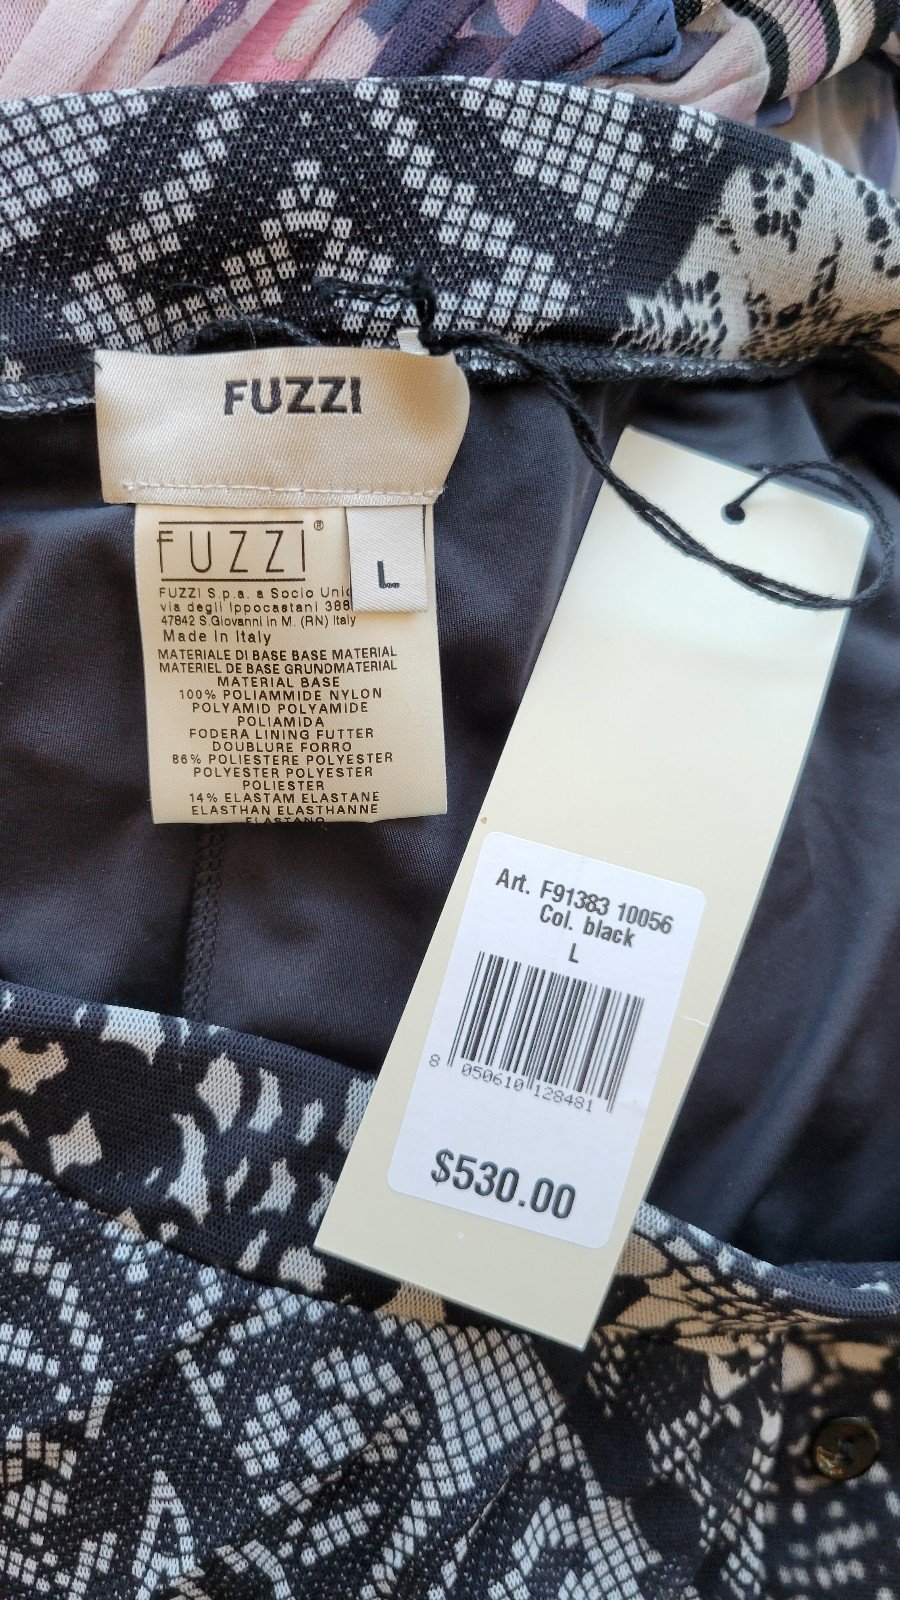 FUZZI
FUZZI®
L
FUZZI S.p.a. a Socio
via degli Ippocastani 388
47842 S.Giovanni in M. (RN) Italy
Made in Italy
MATERIALE DI BASE BASE MATERIAL
MATERIEL DE BASE GRUNDMATERIAL
MATERIAL BASE
100% POLIAMMIDE NYLON
POLYAMID POLYAMIDE
POLIAMIDA
FODERA LINING FUTTER
DOUBLURE FORRO
86% POLIESTERE POLYESTER
POLYESTER POLYESTER
POLIESTER
14% ELASTAM ELASTANE
ELASTHAN ELASTHANNE
ELASTANO
Art. F91383 10056
Col. black
L
8 050610 128481
$530.00